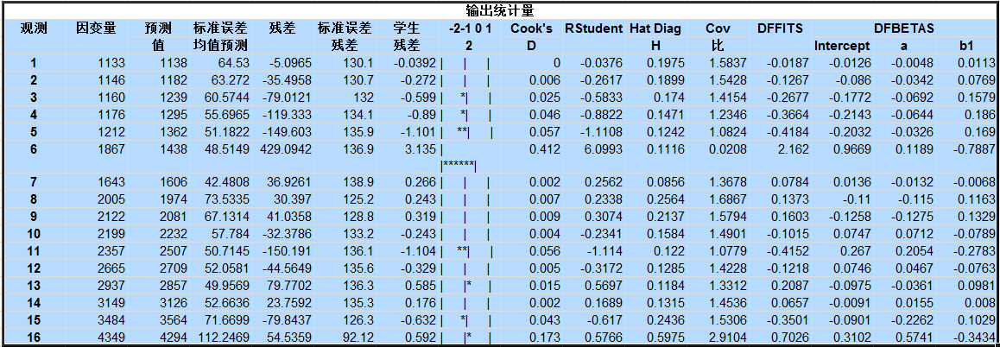 输出统计量
观测 因变量 预测 标准误差 残差 标准误差 学生 -2-1 0 1 Cook's RStudent Hat Diag Cov DFFITS DFBETAS
值 均值预测 残差 残差 2 D H 比 Intercept a b1
1 1133 1138 64.53 -5.0965 130.1 -0.0392 | | | 0 -0.0376 0.1975 1.5837 -0.0187 -0.0126 -0.0048 0.0113
2 1146 1182 63.272 -35.4958 130.7 -0.272 | | | 0.006 -0.2617 0.1899 1.5428 -0.1267 -0.086 -0.0342 0.0769
3 1160 1239 60.5744 -79.0121 132 -0.599 | *| | 0.025 -0.5833 0.174 1.4154 -0.2677 -0.1772 -0.0692 0.1579
4 1176 1295 55.6965 -119.333 134.1 -0.89 | *| | 0.046 -0.8822 0.1471 1.2346 -0.3664 -0.2143 -0.0644 0.186
5 1212 1362 51.1822 -149.603 135.9 -1.101 | **| | 0.057 -1.1108 0.1242 1.0824 -0.4184 -0.2032 -0.0326 0.169
6 1867 1438 48.5149 429.0942 136.9 3.135 | 0.412 6.0993 0.1116 0.0208 2.162 0.9669 0.1189 -0.7887
|******|
7 1643 1606 42.4808 36.9261 138.9 0.266 | | | 0.002 0.2562 0.0856 1.3678 0.0784 0.0136 -0.0132 -0.0068
8 2005 1974 73.5335 30.397 125.2 0.243 | | | 0.007 0.2338 0.2564 1.6867 0.1373 -0.11 -0.115 0.1163
9 2122 2081 67.1314 41.0358 128.8 0.319 | | | 0.009 0.3074 0.2137 1.5794 0.1603 -0.1258 -0.1275 0.1329
10 2199 2232 57.784 -32.3786 133.2 -0.243 | | | 0.004 -0.2341 0.1584 1.4901 -0.1015 0.0747 0.0712 -0.0789
11 2357 2507 50.7145 -150.191 136.1 -1.104 | **| | 0.056 -1.114 0.122 1.0779 -0.4152 0.267 0.2054 -0.2783
12 2665 2709 52.0581 -44.5649 135.6 -0.329 | | | 0.005 -0.3172 0.1285 1.4228 -0.1218 0.0746 0.0467 -0.0763
13 2937 2857 49.9569 79.7702 136.3 0.585 | |* | 0.015 0.5697 0.1184 1.3312 0.2087 -0.0975 -0.0361 0.0981
14 3149 3126 52.6636 23.7592 135.3 0.176 | | | 0.002 0.1689 0.1315 1.4536 0.0657 -0.0091 0.0155 0.008
15 3484 3564 71.6699 -79.8437 126.3 -0.632 | *| | 0.043 -0.617 0.2436 1.5306 -0.3501 -0.0901 -0.2262 0.1029
16 4349 4294 112.2469 54.5359 92.12 0.592 | |* | 0.173 0.5766 0.5975 2.9104 0.7026 0.3102 0.5741 -0.3434